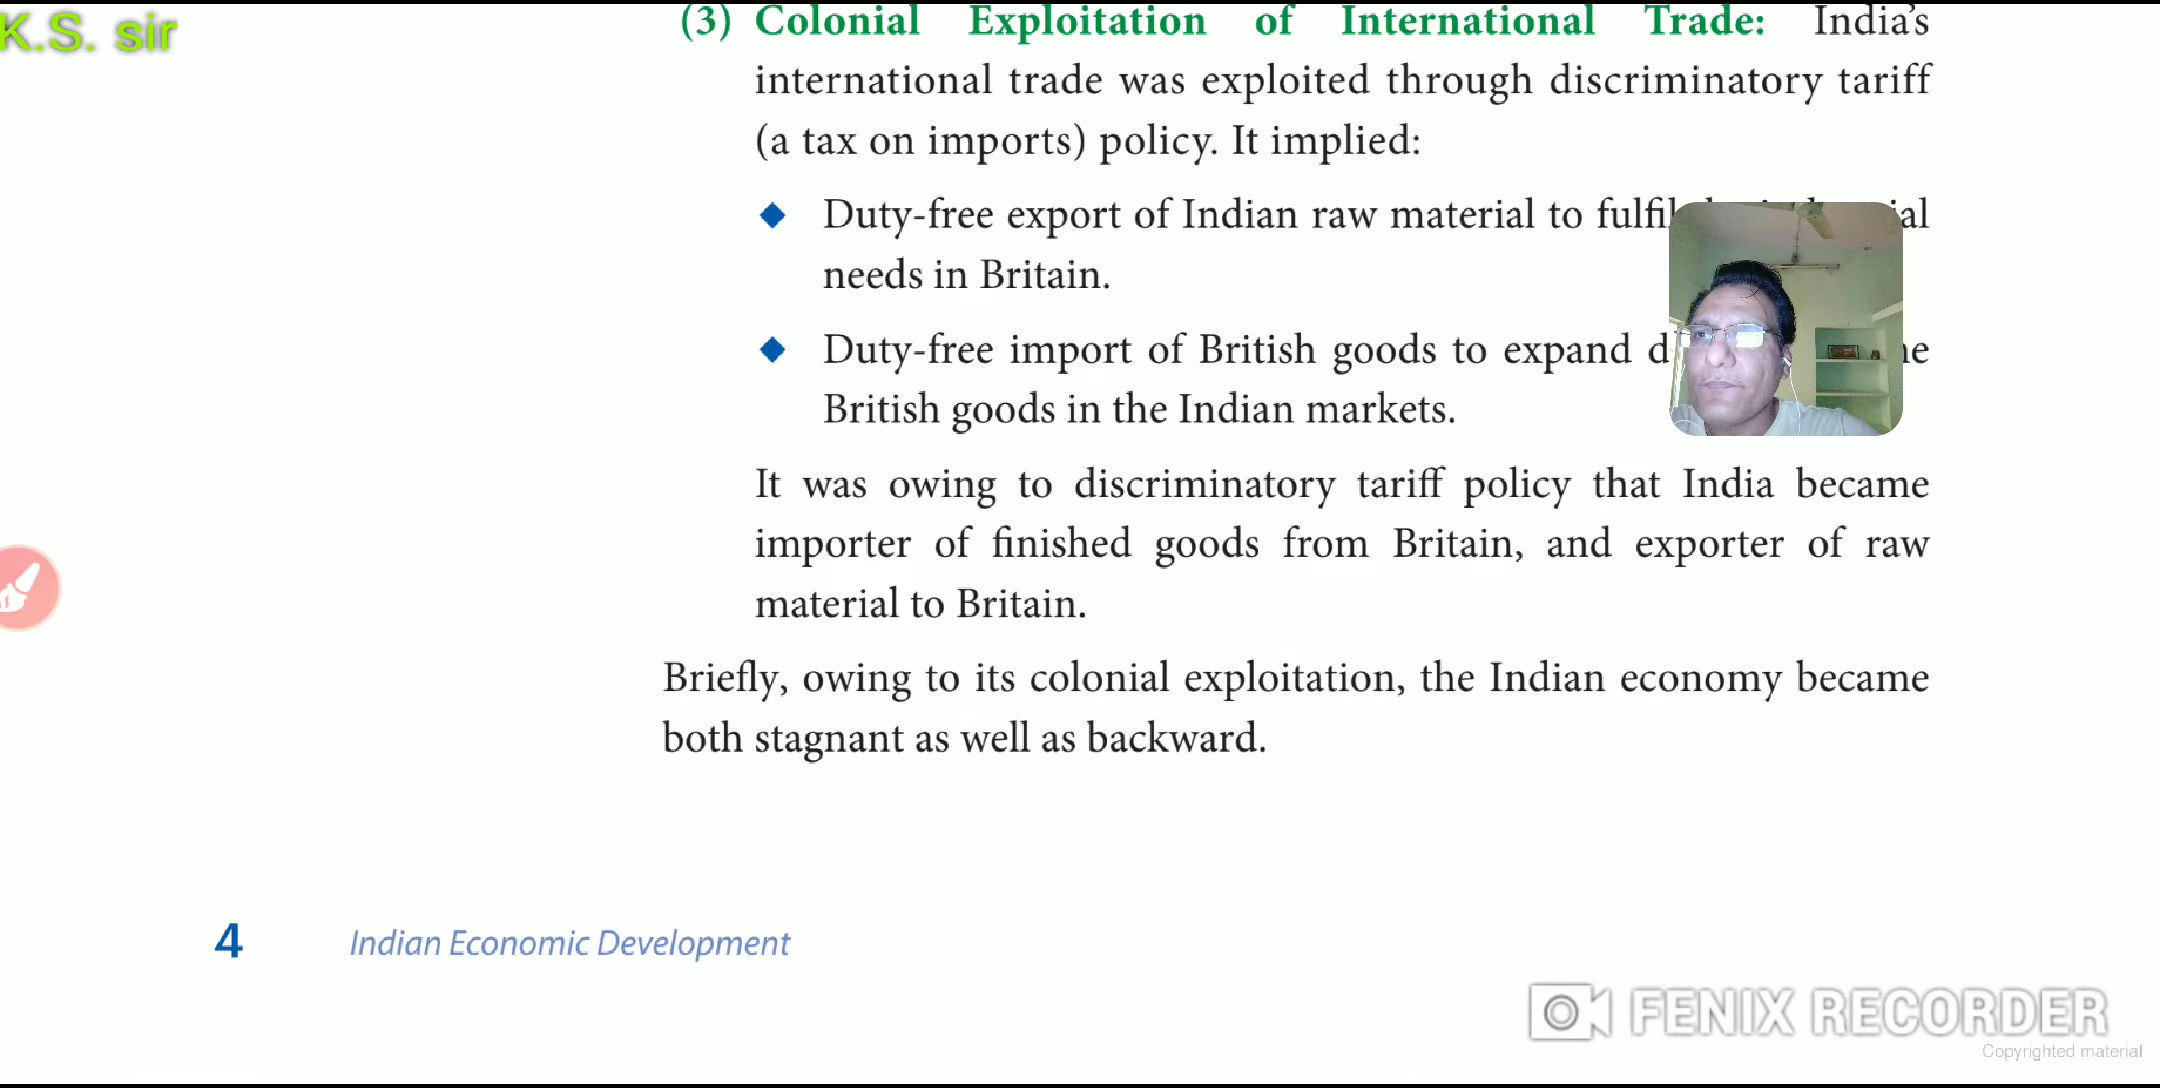 K.S. sir
(3) Colonial Exploitation of International Trade: India's
international trade was exploited through discriminatory tariff
(a tax on imports) policy. It implied:
◆ Duty-free export of Indian raw material to fulfil
needs in Britain.
◆ Duty-free import of British goods to expand
British goods in the Indian markets.
It was owing to discriminatory tariff policy that India became
importer of finished goods from Britain, and exporter of raw
material to Britain.
Briefly, owing to its colonial exploitation, the Indian economy became
both stagnant as well as backward.
4 Indian Economic Development
FENIX RECORDER
Copyrighted material